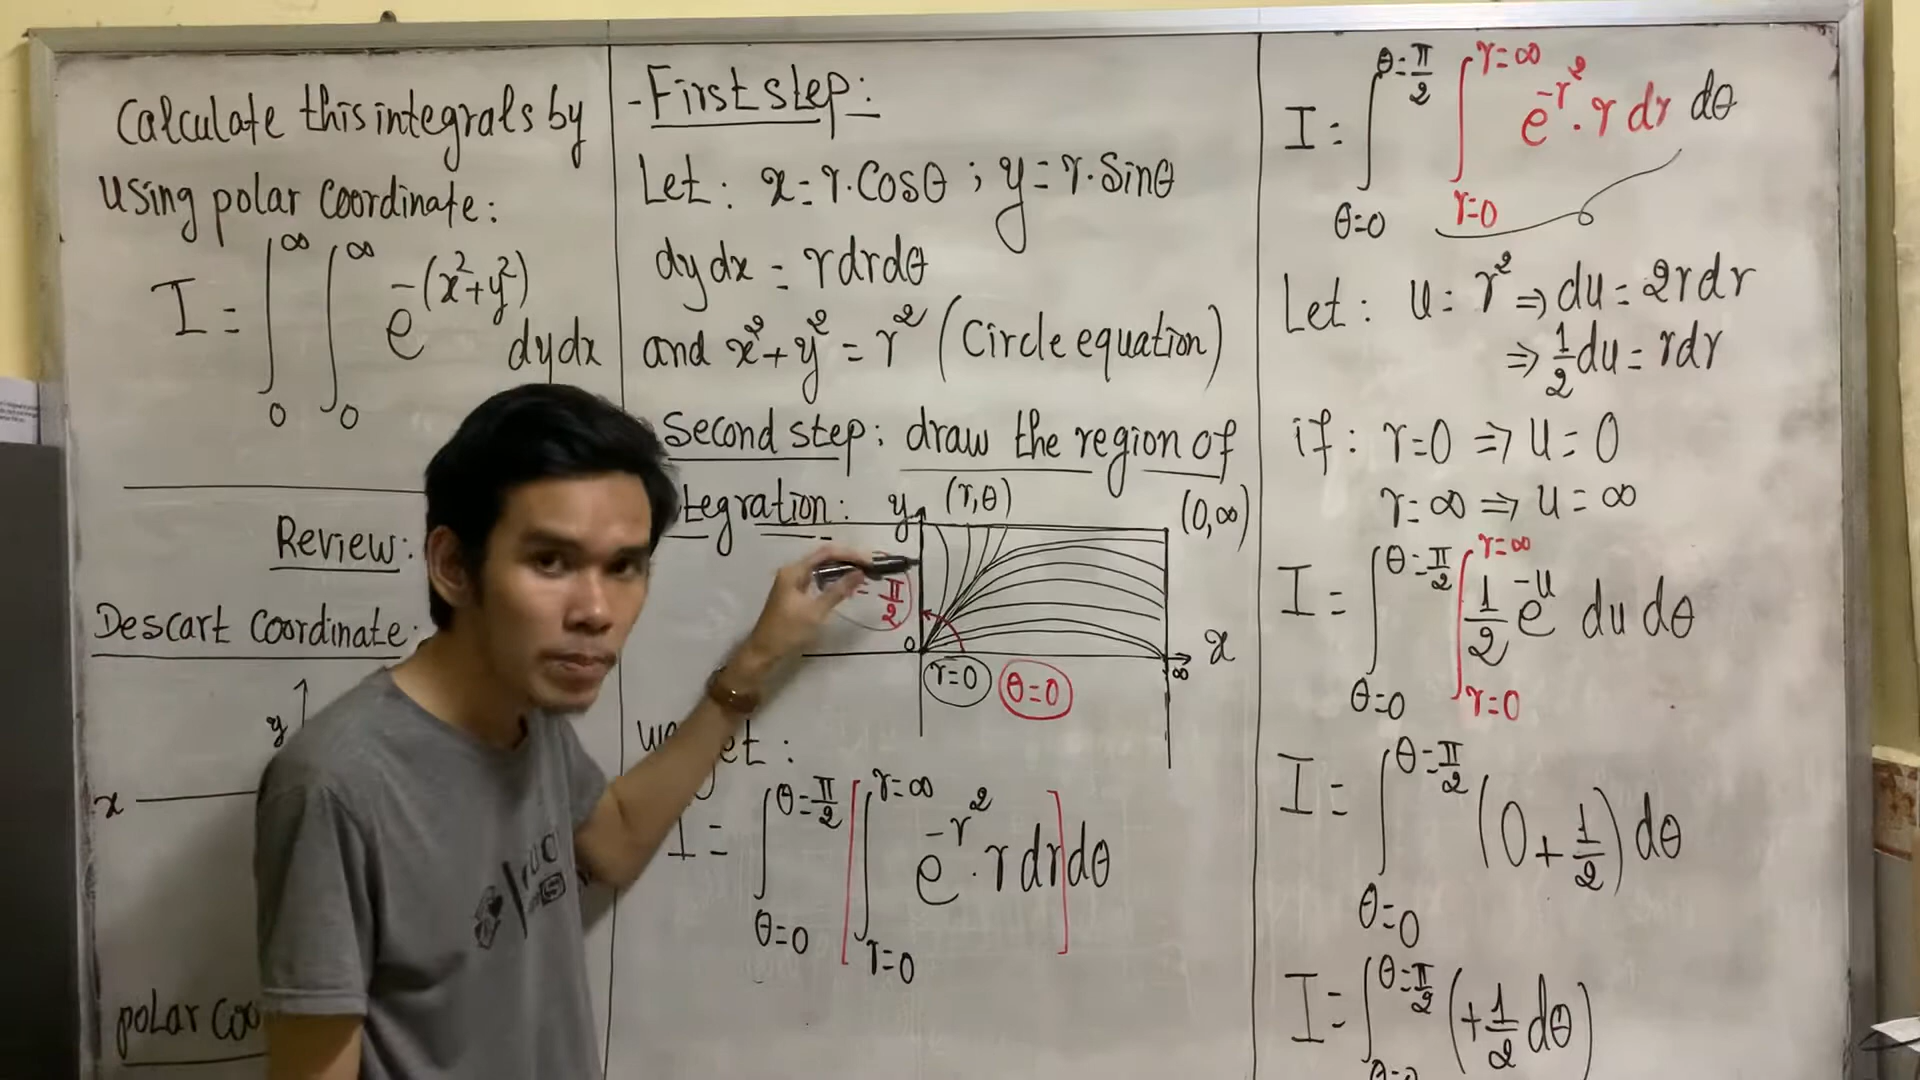 Calculate this integrals by
using polar coordinate:
I = ∫₀^∞ ∫₀^∞ e^-(x²+y²) dydx
Review:
Descart Coordinate:
y
x
polar coo
- First step:
Let: x = r.Cosθ ; y = r.Sinθ
dydx = rdrdθ
and x² + y² = r² (Circle equation)
Second step: draw the region of
tegration:
y (r,θ) (0,∞)
= π/2
0 x
r=0 θ=0 ∞
we get:
I = ∫_{θ=0}^{θ=π/2} [∫_{r=0}^{r=∞} e^{-r²}.r dr] dθ
I = ∫_{θ=0}^{θ=π/2} ∫_{r=0}^{r=∞} e^{-r²}.r dr dθ
Let: u = r² ⇒ du = 2rdr
⇒ 1/2 du = rdr
if: r=0 ⇒ u = 0
r=∞ ⇒ u = ∞
I = ∫_{θ=0}^{θ=π/2} ∫_{r=0}^{r=∞} 1/2 e^{-u} du dθ
I = ∫_{θ=0}^{θ=π/2} (0 + 1/2) dθ
I = ∫_{θ=0}^{θ=π/2} (+ 1/2 dθ)